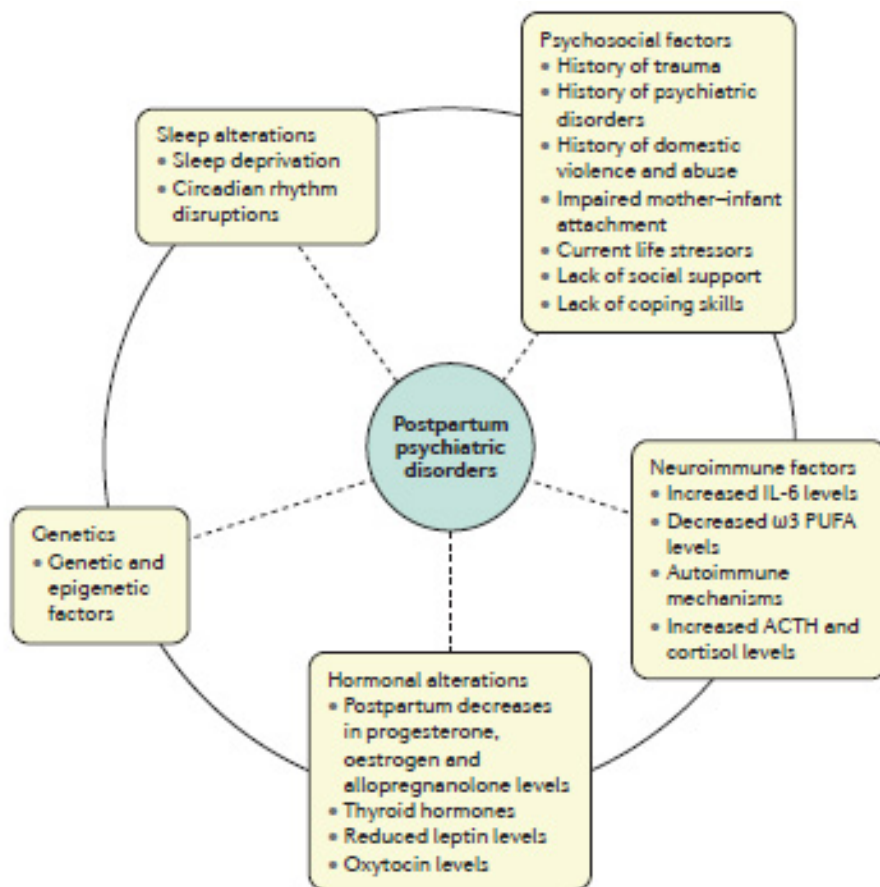 Psychosocial factors
• History of trauma
• History of psychiatric
disorders
• History of domestic
violence and abuse
• Impaired mother–infant
attachment
• Current life stressors
• Lack of social support
• Lack of coping skills
Sleep alterations
• Sleep deprivation
• Circadian rhythm
disruptions
Postpartum
psychiatric
disorders
Neuroimmune factors
• Increased IL-6 levels
• Decreased ω3 PUFA
levels
• Autoimmune
mechanisms
• Increased ACTH and
cortisol levels
Genetics
• Genetic and
epigenetic
factors
Hormonal alterations
• Postpartum decreases
in progesterone,
oestrogen and
allopregnanolone levels
• Thyroid hormones
• Reduced leptin levels
• Oxytocin levels